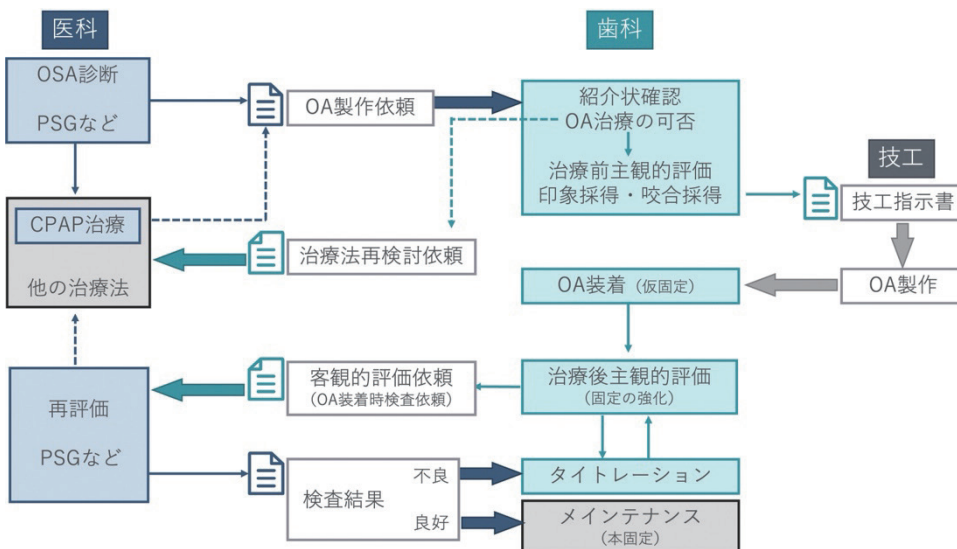 医科
歯科
OSA診断
PSGなど
OA製作依頼
紹介状確認
OA治療の可否
治療前主観的評価
印象採得・咬合採得
技工
技工指示書
CPAP治療
他の治療法
治療法再検討依頼
OA装着(仮固定)
OA製作
再評価
PSGなど
客観的評価依頼
(OA装着時検査依頼)
治療後主観的評価
(固定の強化)
検査結果
不良
良好
タイトレーション
メインテナンス
(本固定)